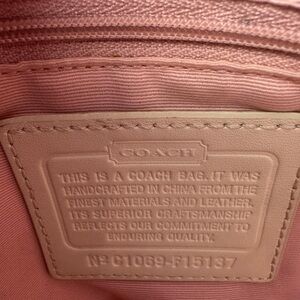 COACH
THIS IS A COACH BAG. IT WAS
HANDCRAFTED IN CHINA FROM THE
FINEST MATERIALS AND LEATHER.
ITS SUPERIOR CRAFTSMANSHIP
REFLECTS OUR COMMITMENT TO
ENDURING QUALITY.
Nº C1069-F15137